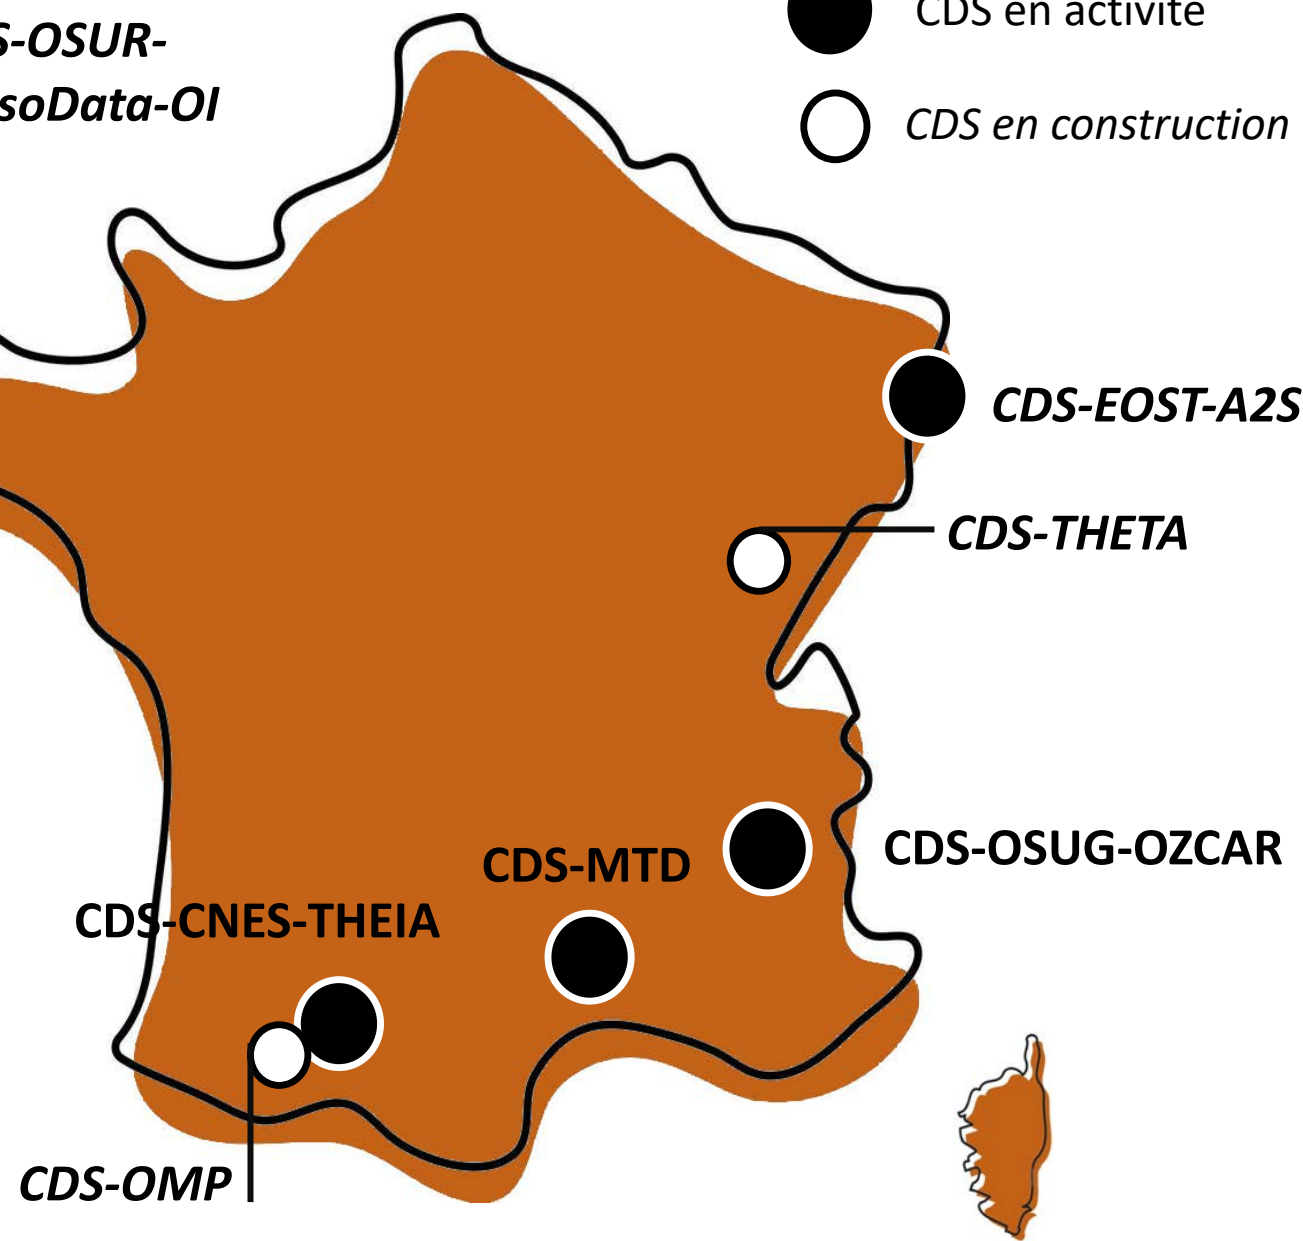 S-OSUR-
soData-OI
CDS en activité
CDS en construction
CDS-EOST-A2S
CDS-THETA
CDS-OSUG-OZCAR
CDS-MTD
CDS-CNES-THEIA
CDS-OMP